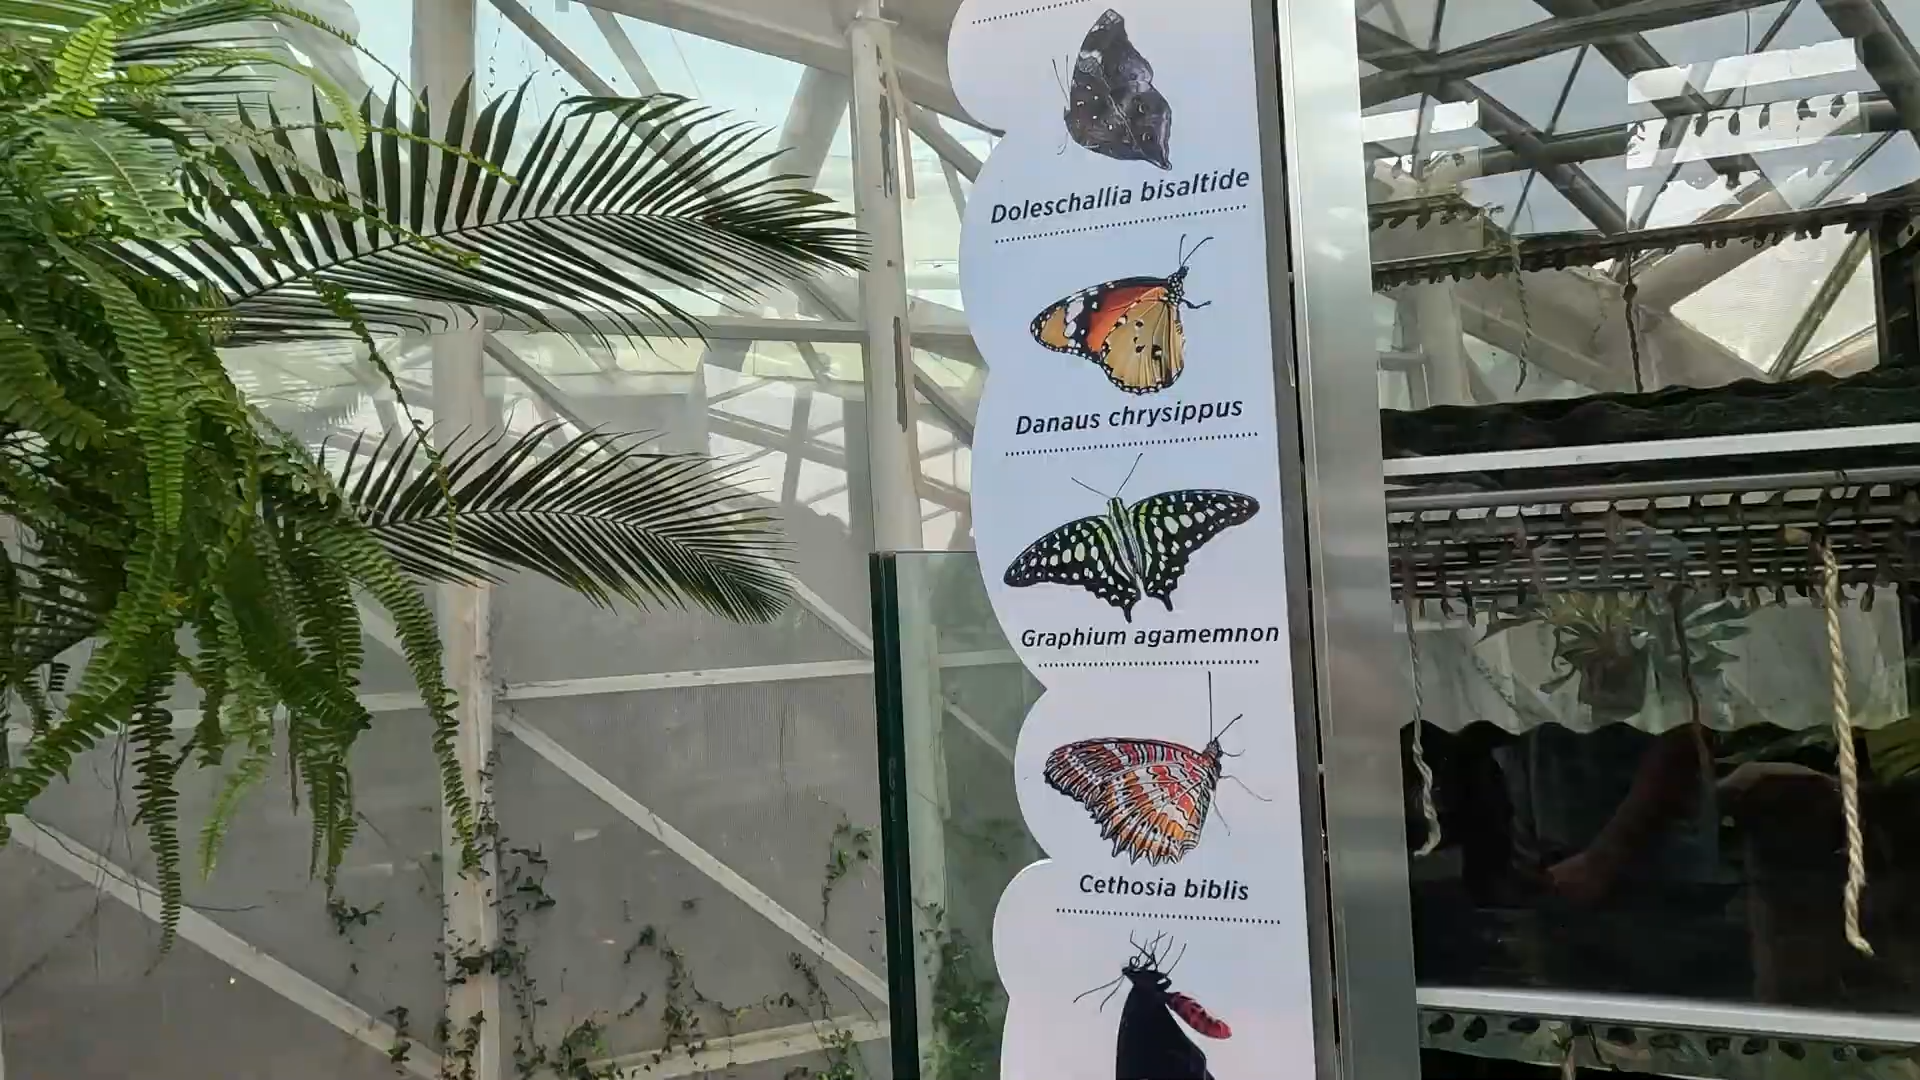 Doleschallia bisaltide
Danaus chrysippus
Graphium agamemnon
Cethosia biblis